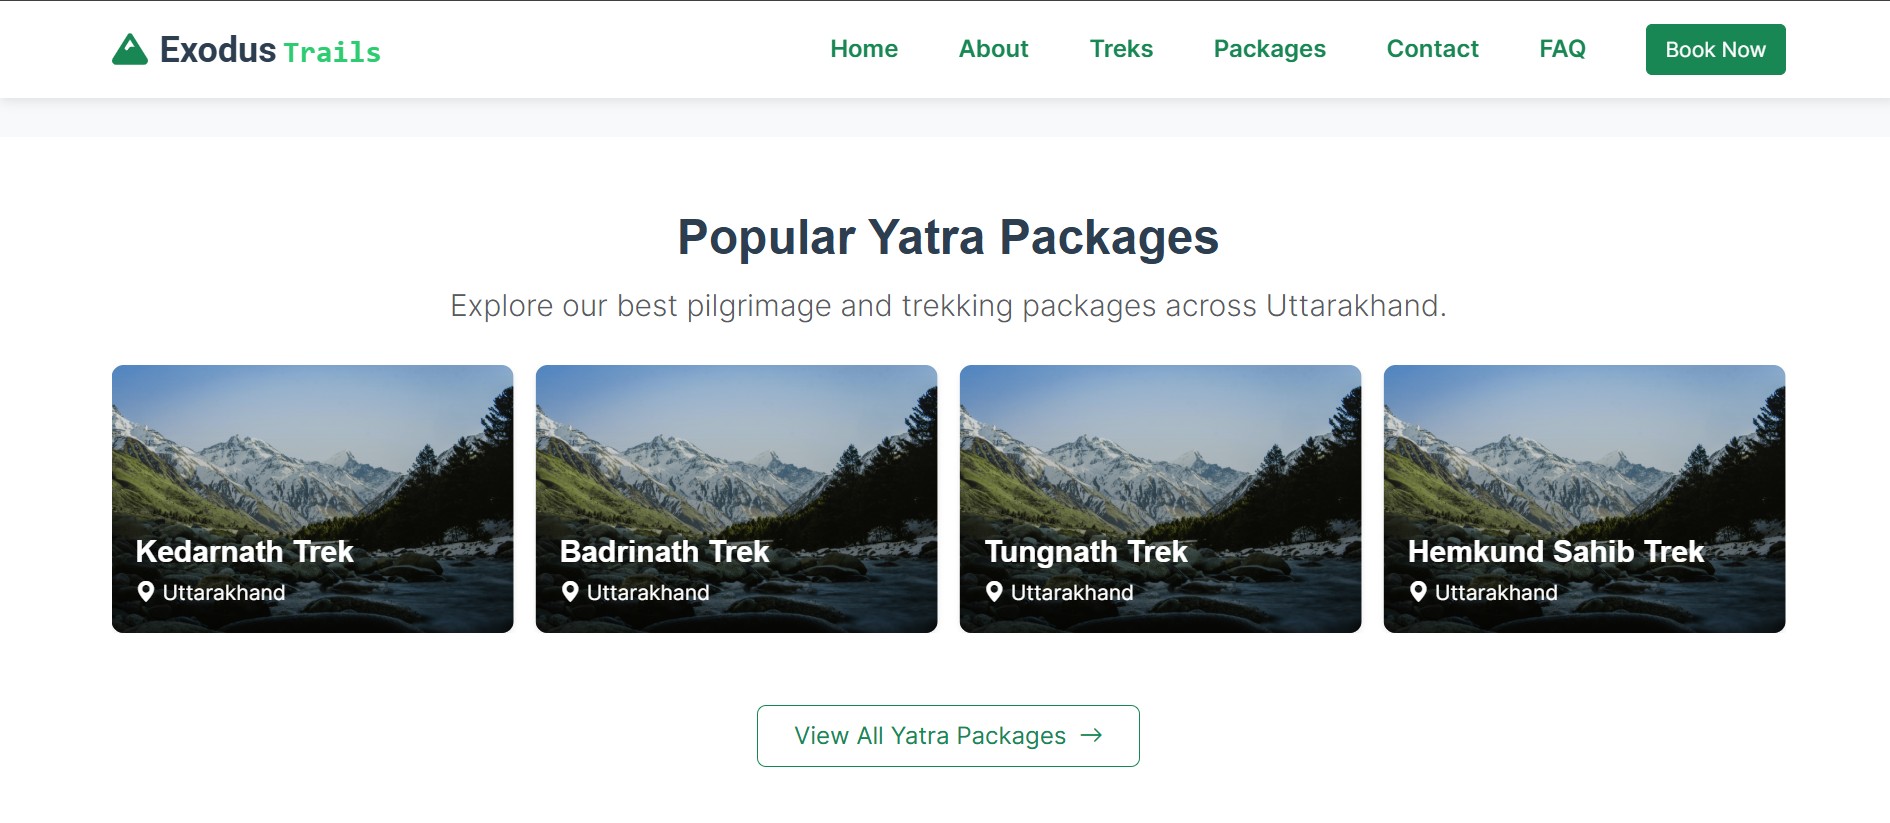 Exodus Trails
Home About Treks Packages Contact FAQ Book Now
Popular Yatra Packages
Explore our best pilgrimage and trekking packages across Uttarakhand.
Kedarnath Trek
Uttarakhand
Badrinath Trek
Uttarakhand
Tungnath Trek
Uttarakhand
Hemkund Sahib Trek
Uttarakhand
View All Yatra Packages →